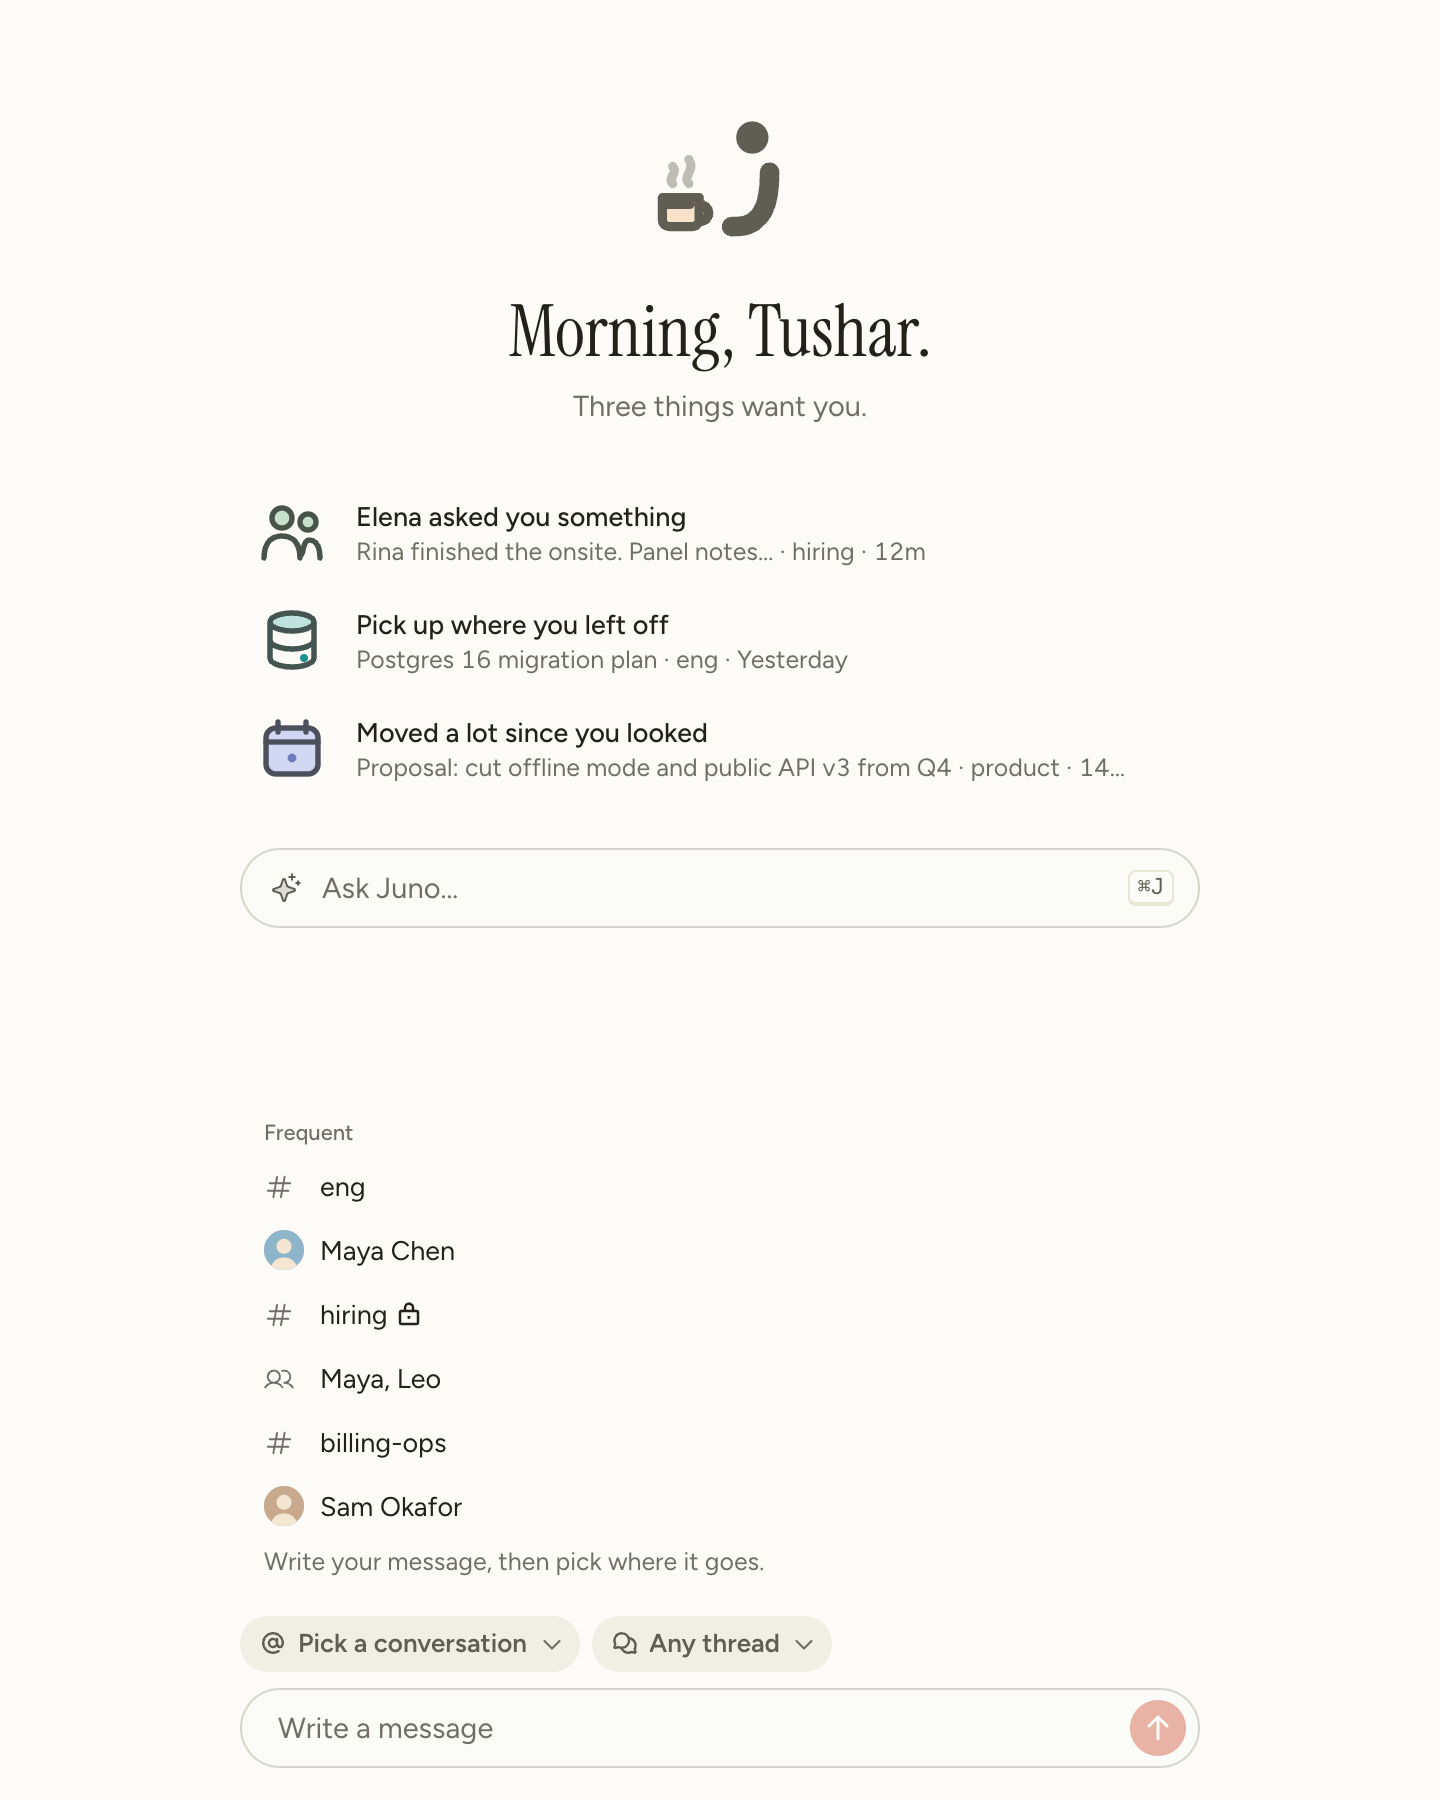 Morning, Tushar.
Three things want you.
Elena asked you something
Rina finished the onsite. Panel notes... · hiring · 12m
Pick up where you left off
Postgres 16 migration plan · eng · Yesterday
Moved a lot since you looked
Proposal: cut offline mode and public API v3 from Q4 · product · 14...
Ask Juno... ⌘J
Frequent
# eng
Maya Chen
# hiring
Maya, Leo
# billing-ops
Sam Okafor
Write your message, then pick where it goes.
@ Pick a conversation Any thread
Write a message